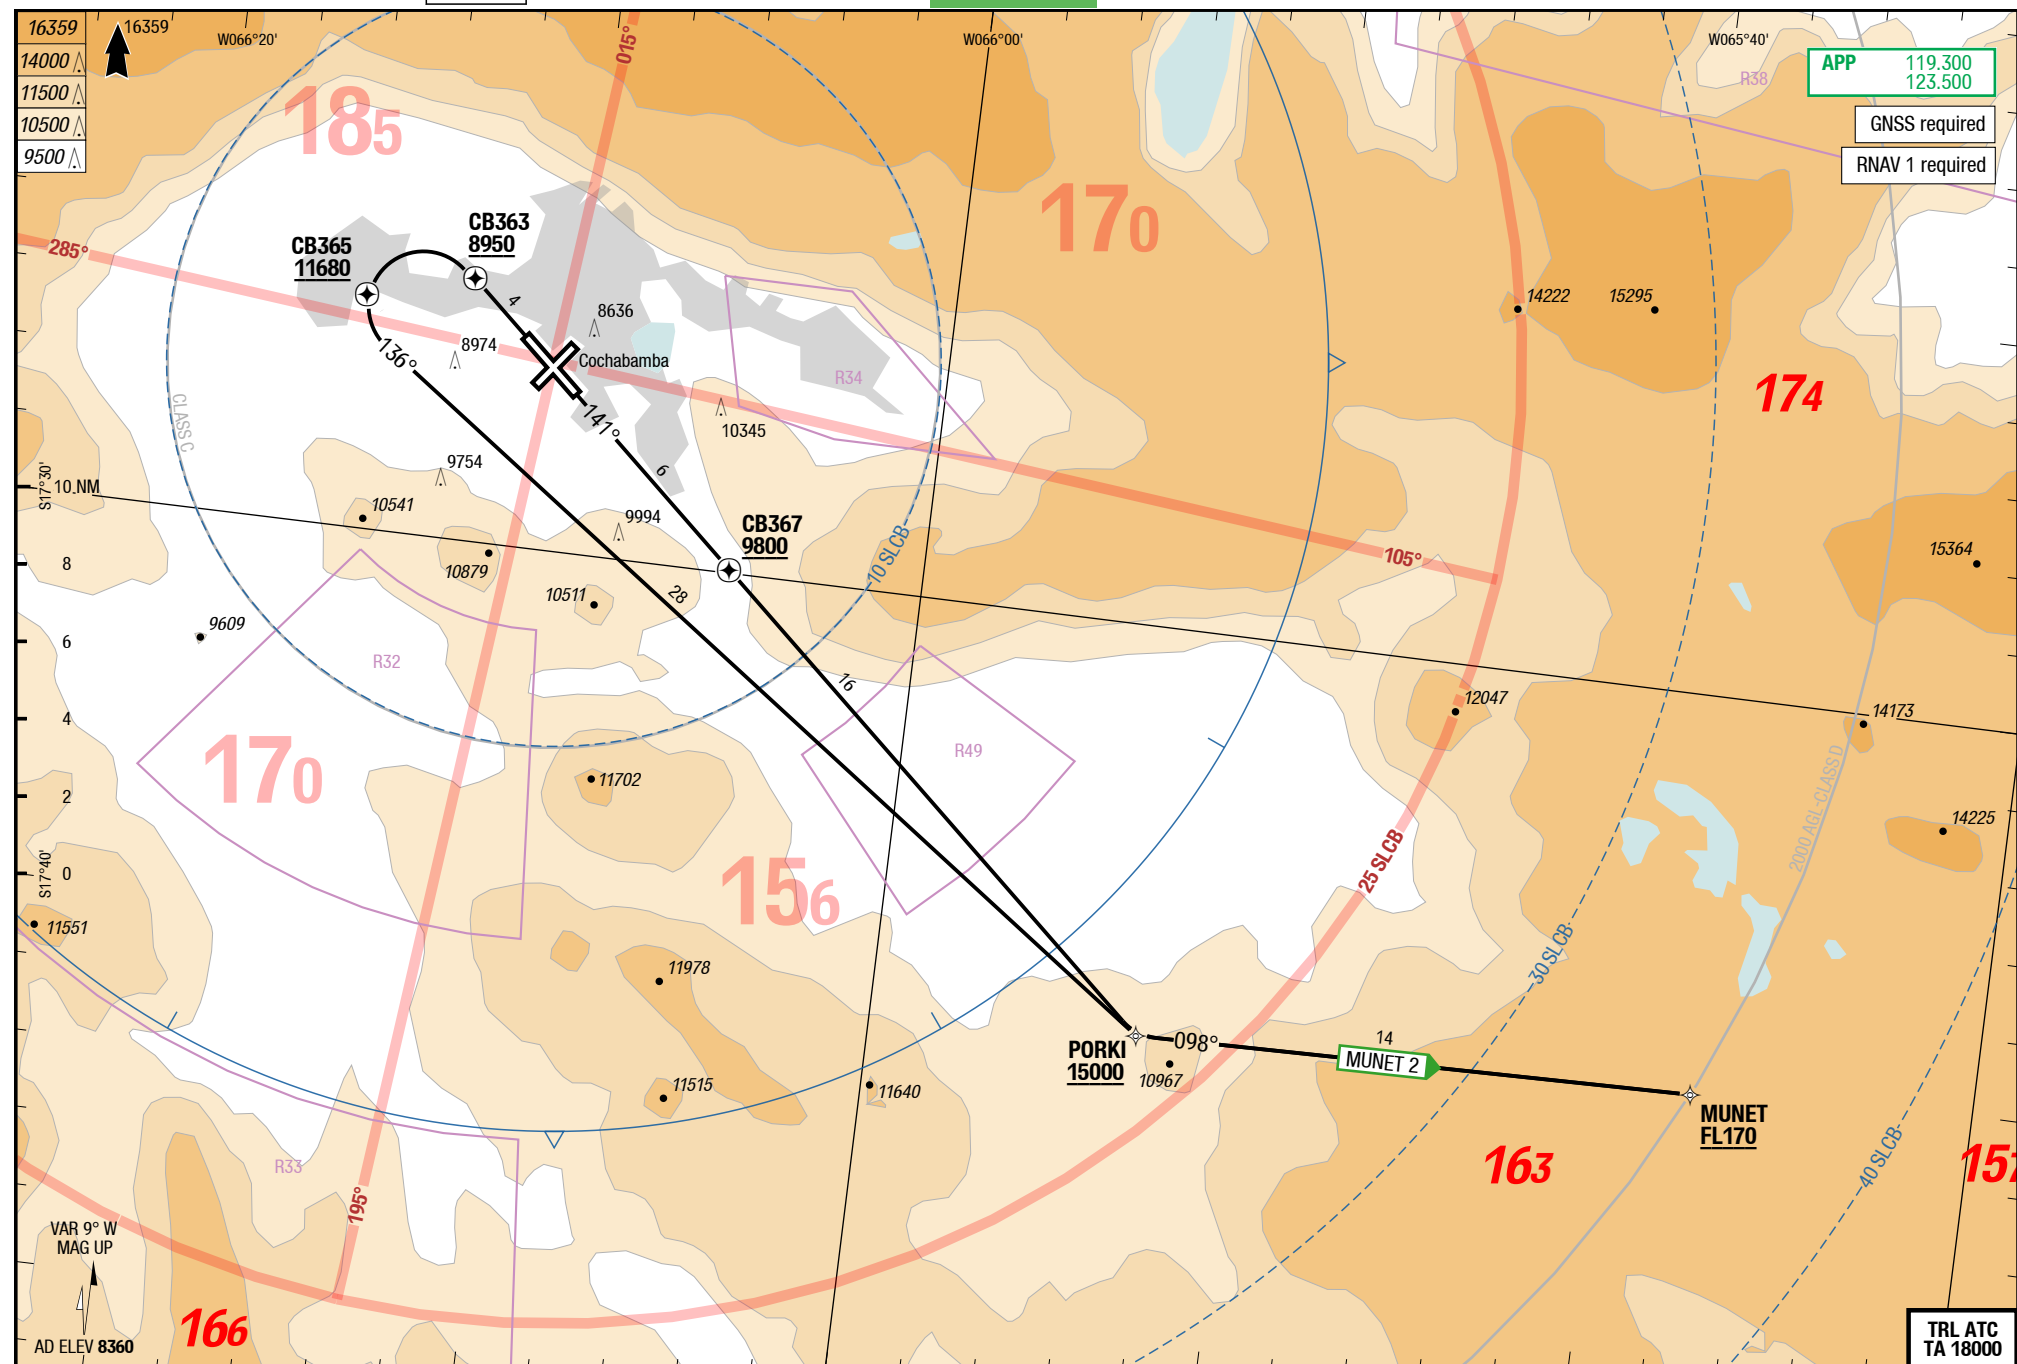 16359
14000
11500
10500
9500
16359
W066°20'
015°
W066°00'
W065°40'
R38
APP 119.300
123.500
GNSS required
RNAV 1 required
185
170
285°
CB365
11680
CB363
8950
4
8636
8974
136°
Cochabamba
R34
14222
15295
174
CLASS C
141°
10345
6
9754
S17°30'
10 NM
10541
9994
CB367
9800
10 SLCB
105°
15364
8
10879
10511
28
9609
6
R32
16
12047
14173
4
170
R49
11702
2
2000 AGL-CLASS D
14225
S17°40'
0
156
25 SLCB
11551
30 SLCB
11978
PORKI
15000
098°
14
MUNET 2
10967
11515
11640
MUNET
FL170
R33
163
40 SLCB
195°
VAR 9° W
MAG UP
166
AD ELEV 8360
TRL ATC
TA 18000